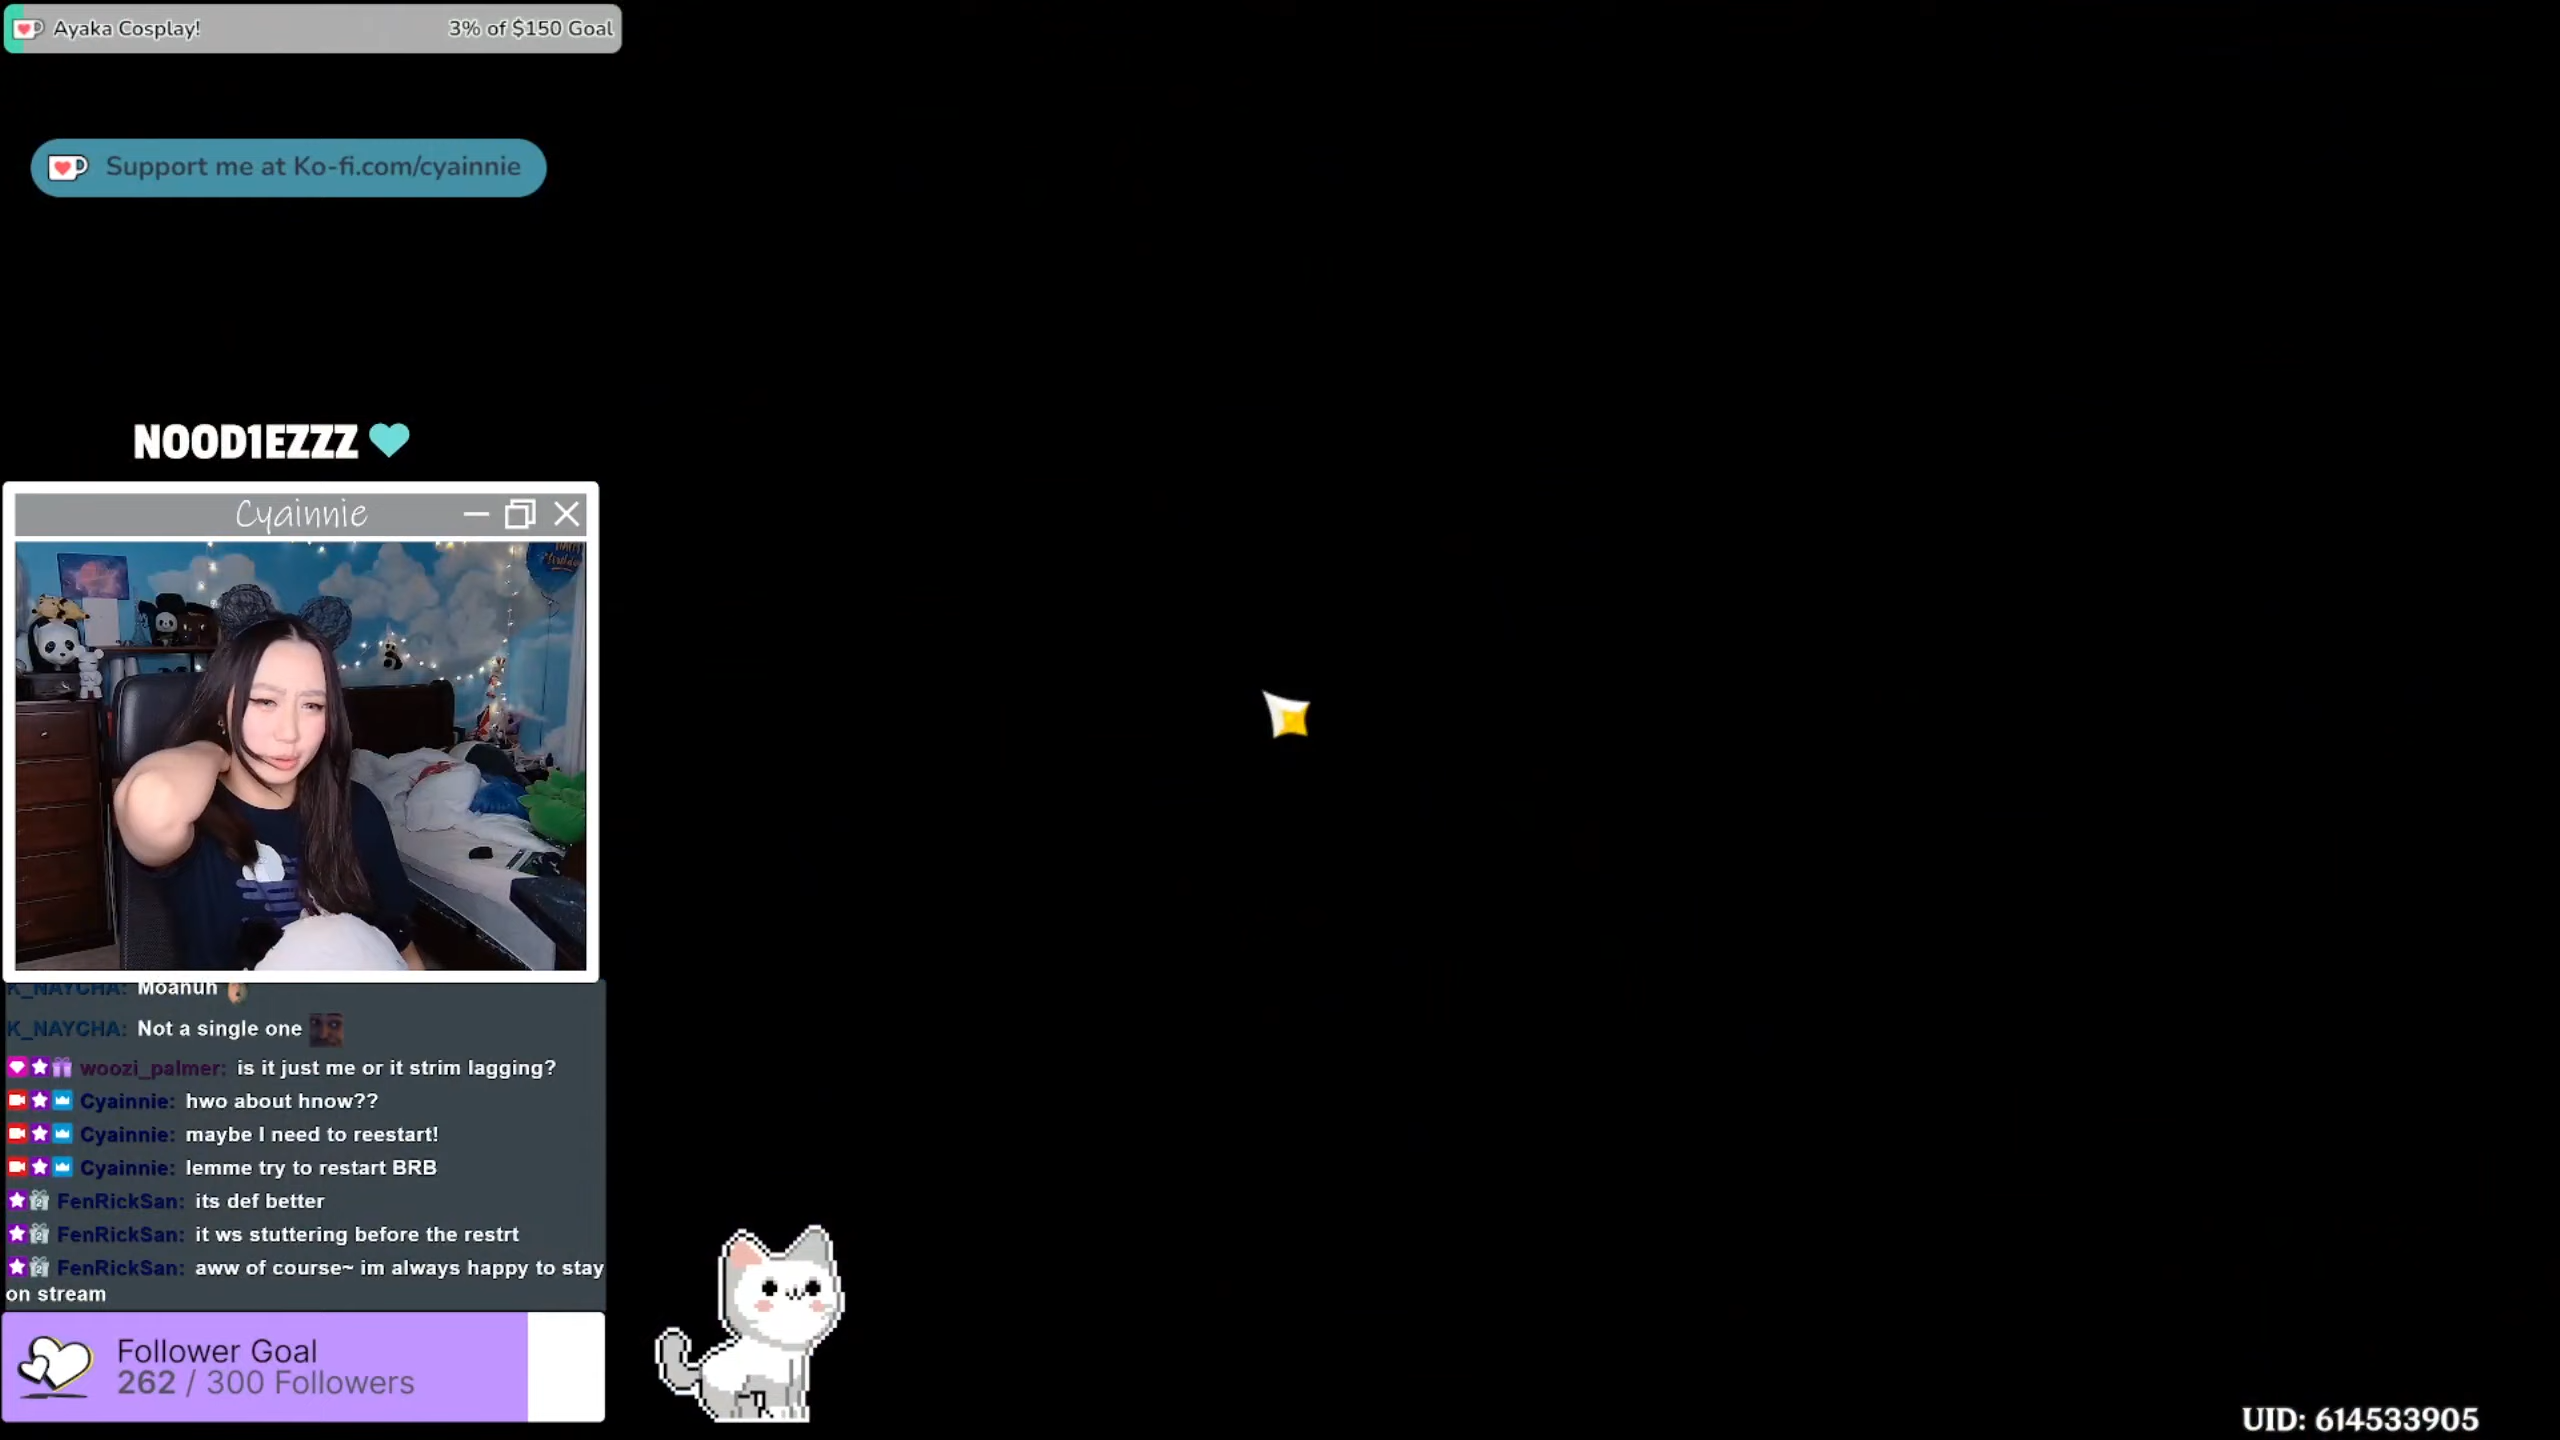 Ayaka Cosplay!
3% of $150 Goal
Support me at Ko-fi.com/cyainnie
NOOD1EZZZ
Cyainnie
K_NAYCHA: Moanuh
K_NAYCHA: Not a single one
woozi_palmer: is it just me or it strim lagging?
Cyainnie: hwo about hnow??
Cyainnie: maybe I need to reestart!
Cyainnie: lemme try to restart BRB
FenRickSan: its def better
FenRickSan: it ws stuttering before the restrt
FenRickSan: aww of course~ im always happy to stay
on stream
Follower Goal
262 / 300 Followers
UID: 614533905